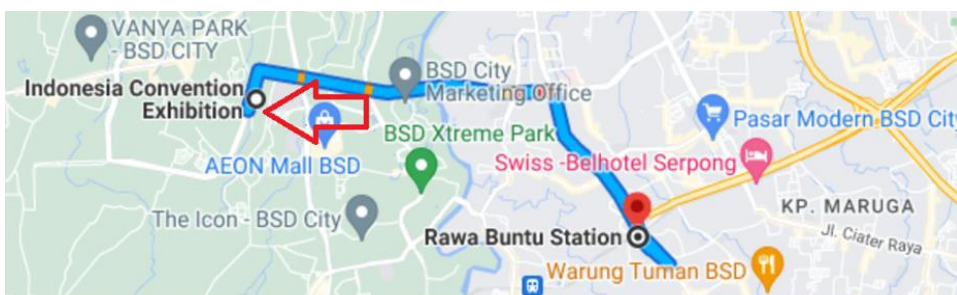 VANYA PARK
- BSD CITY
Indonesia Convention
Exhibition
BSD City
Marketing Office
AEON Mall BSD
BSD Xtreme Park
Pasar Modern BSD City
Swiss -Belhotel Serpong
The Icon - BSD City
Rawa Buntu Station
KP. MARUGA
Jl. Ciater Raya
Warung Tuman BSD